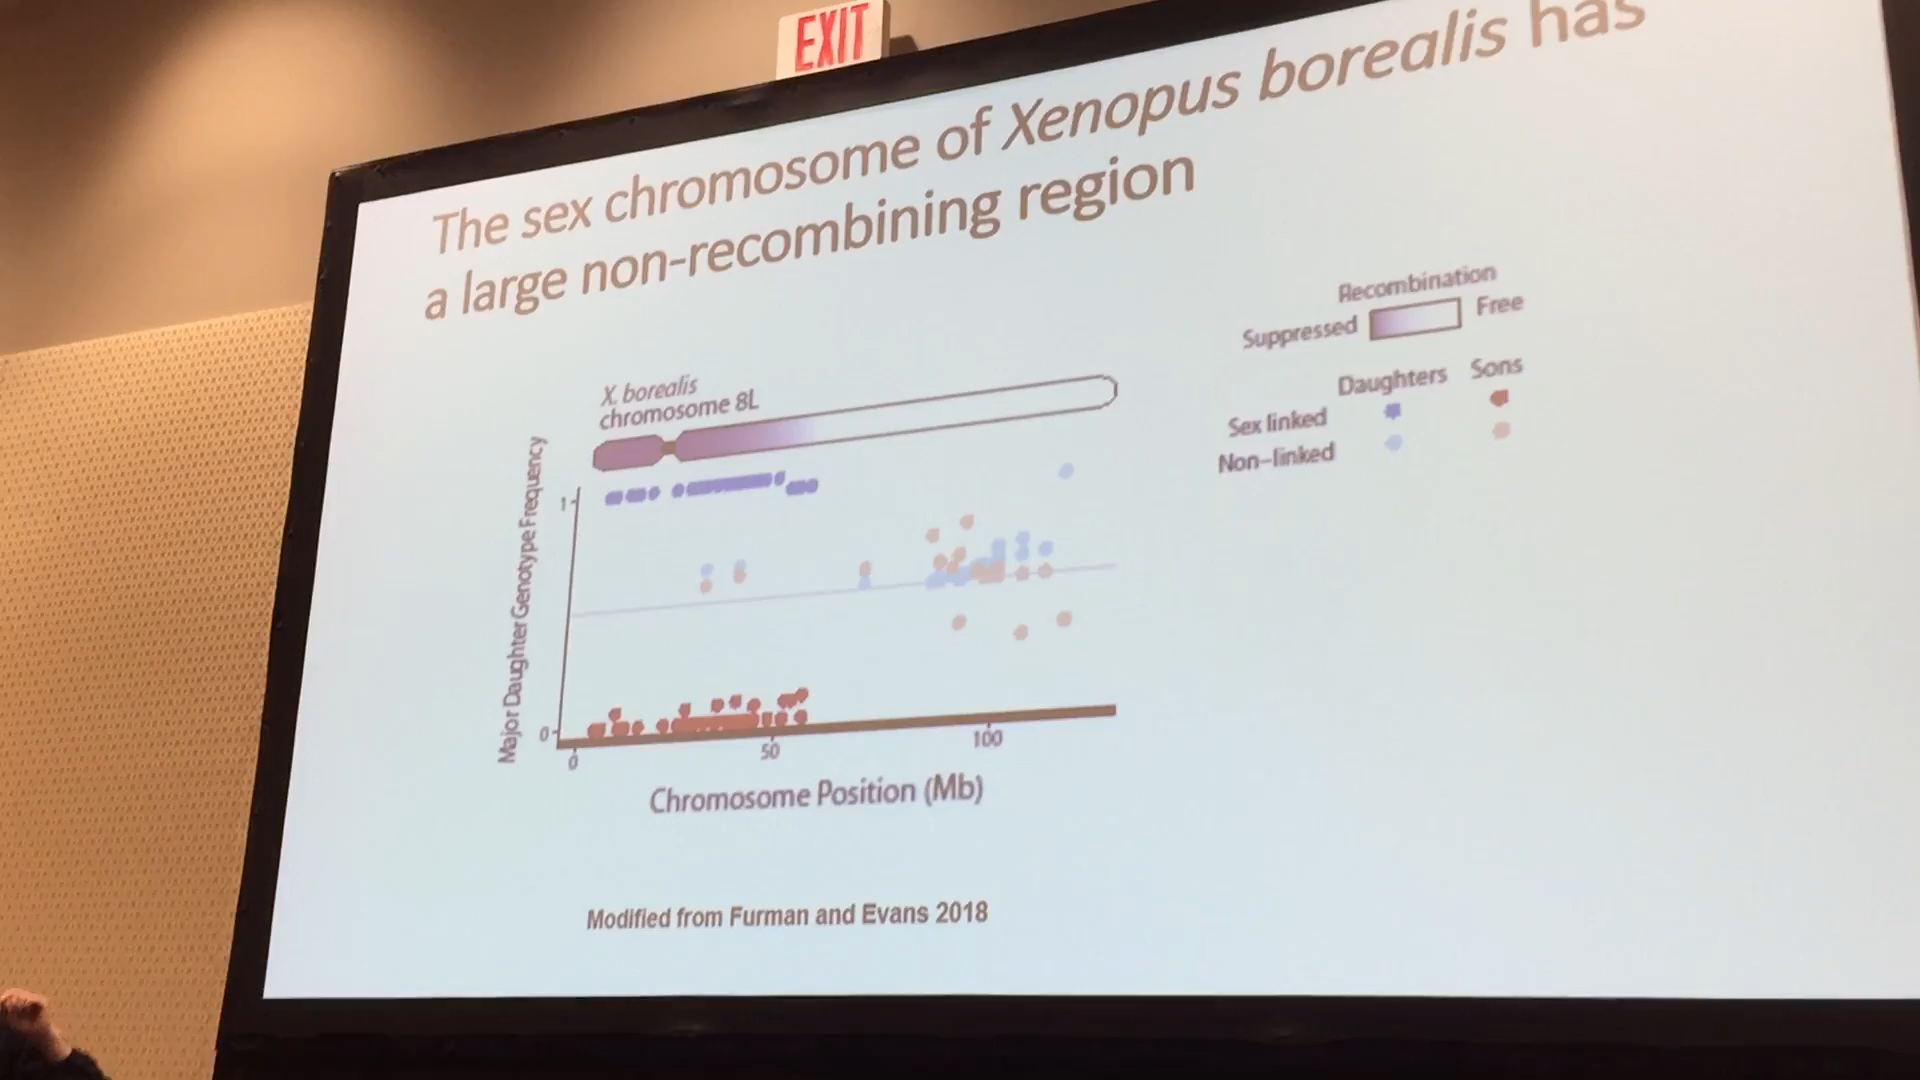 EXIT
The sex chromosome of Xenopus borealis has
a large non-recombining region
Recombination
Suppressed Free
Daughters Sons
Sex linked
Non-linked
X. borealis
chromosome 8L
Major Daughter Genotype Frequency
1
0
0 50 100
Chromosome Position (Mb)
Modified from Furman and Evans 2018